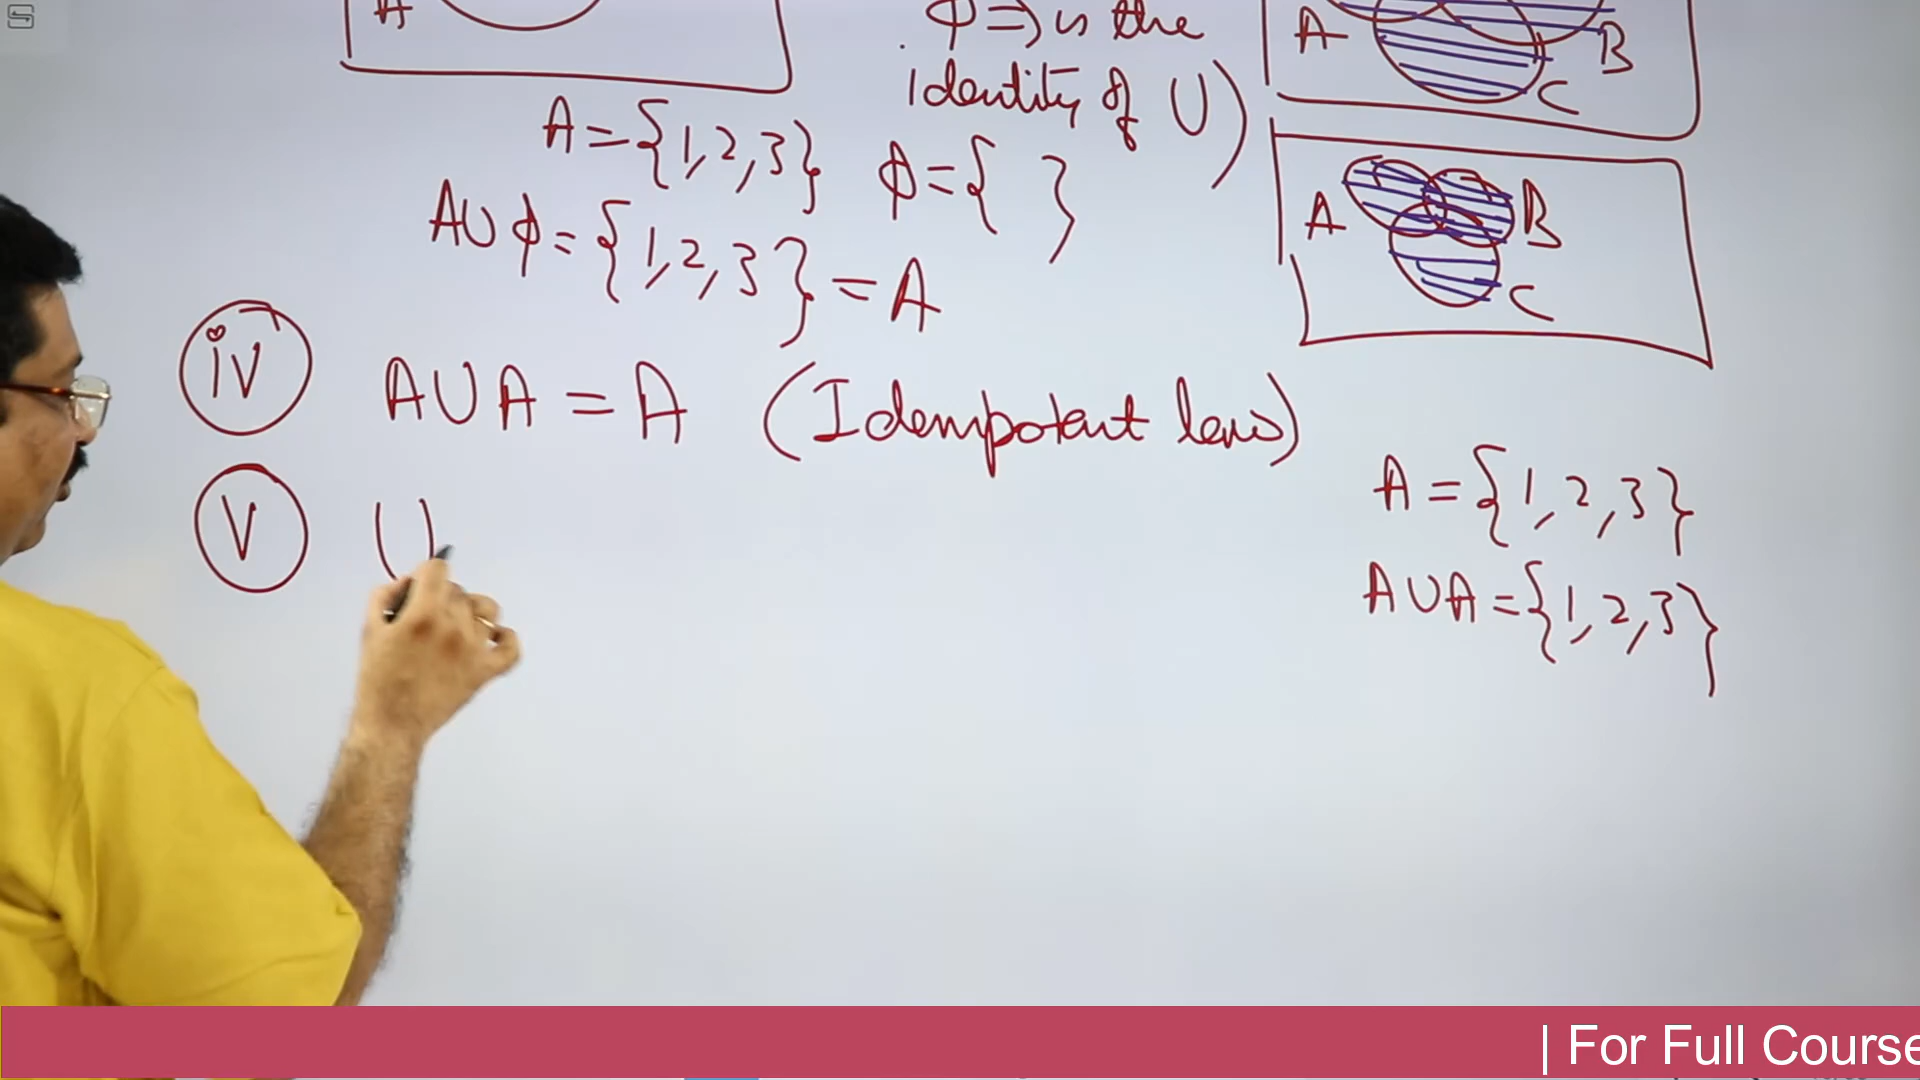 A
ϕ ⇒ is the
identity of U)
A B
C
A = {1,2,3} ϕ = { }
A∪ϕ = {1,2,3} = A
A B
C
iv A∪A = A (Idempotent law)
A = {1,2,3}
v U
A∪A = {1,2,3}
| For Full Course